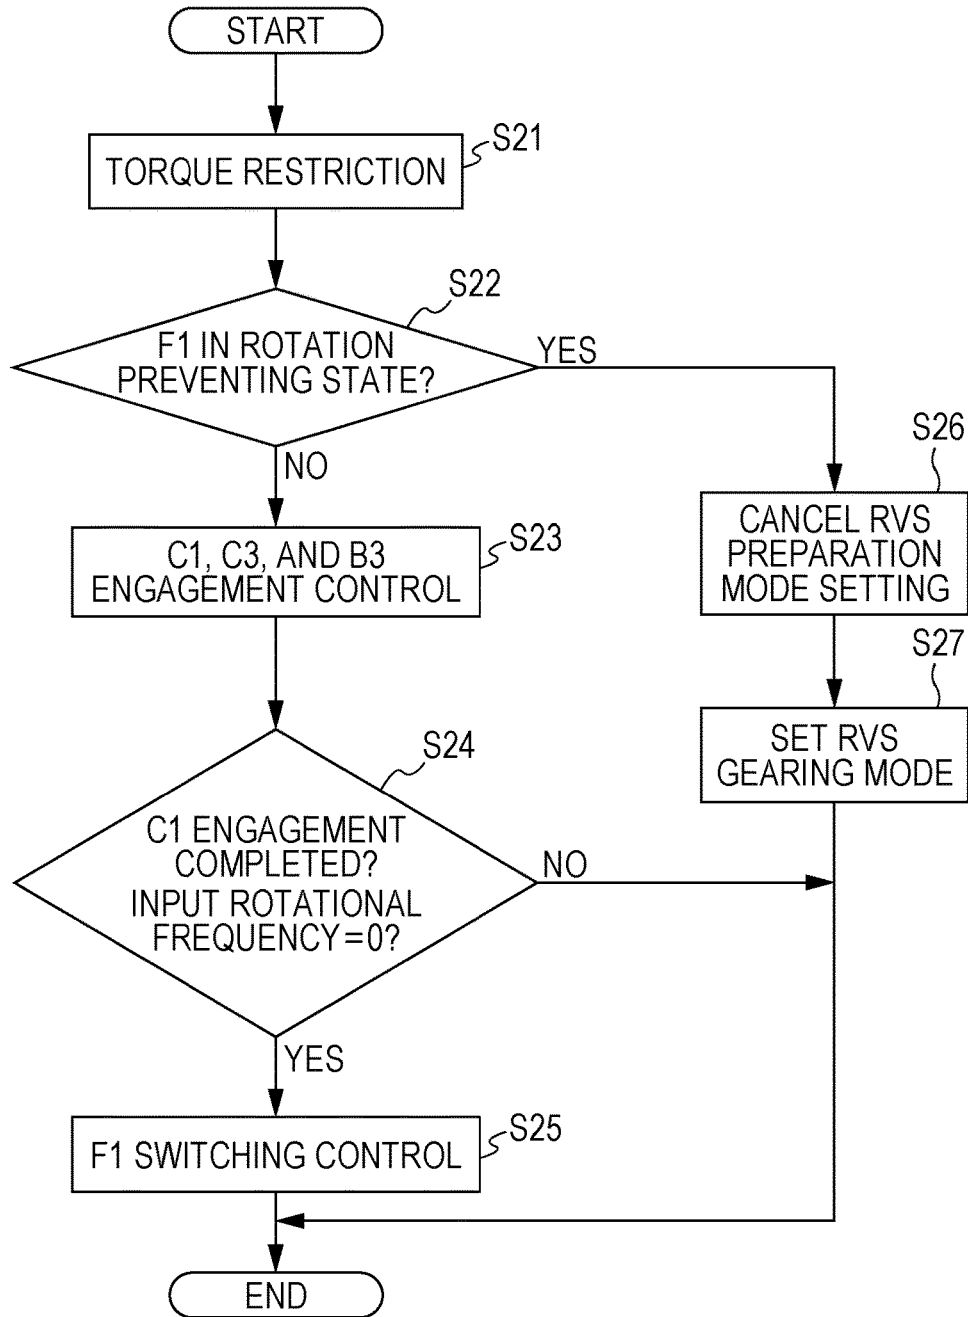 START
S21
TORQUE RESTRICTION
S22
F1 IN ROTATION
PREVENTING STATE?
YES
NO
S26
CANCEL RVS
PREPARATION
MODE SETTING
S23
C1, C3, AND B3
ENGAGEMENT CONTROL
S27
SET RVS
GEARING MODE
S24
C1 ENGAGEMENT
COMPLETED?
INPUT ROTATIONAL
FREQUENCY=0?
NO
YES
S25
F1 SWITCHING CONTROL
END